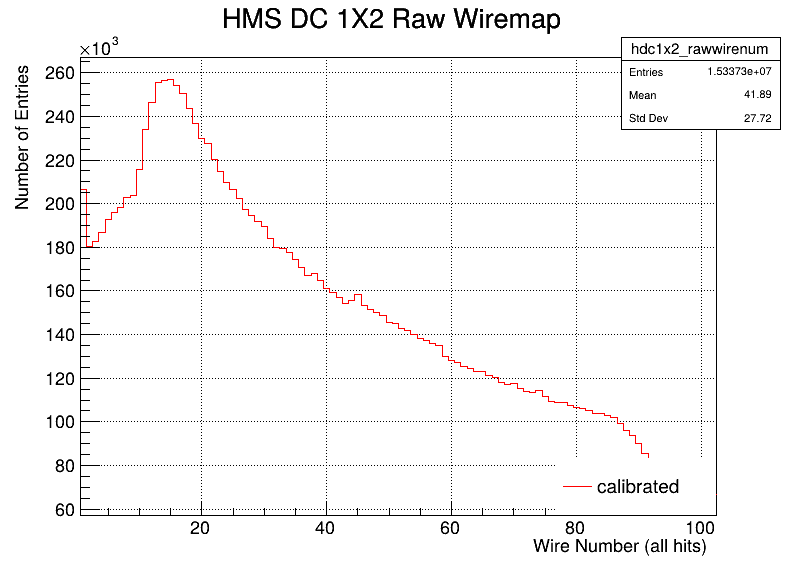 HMS DC 1X2 Raw Wiremap
×10³
hdc1x2_rawwirenum
Entries 1.53373e+07
Mean 41.89
Std Dev 27.72
Number of Entries
260
240
220
200
180
160
140
120
100
80
60
calibrated
20 40 60 80 100
Wire Number (all hits)